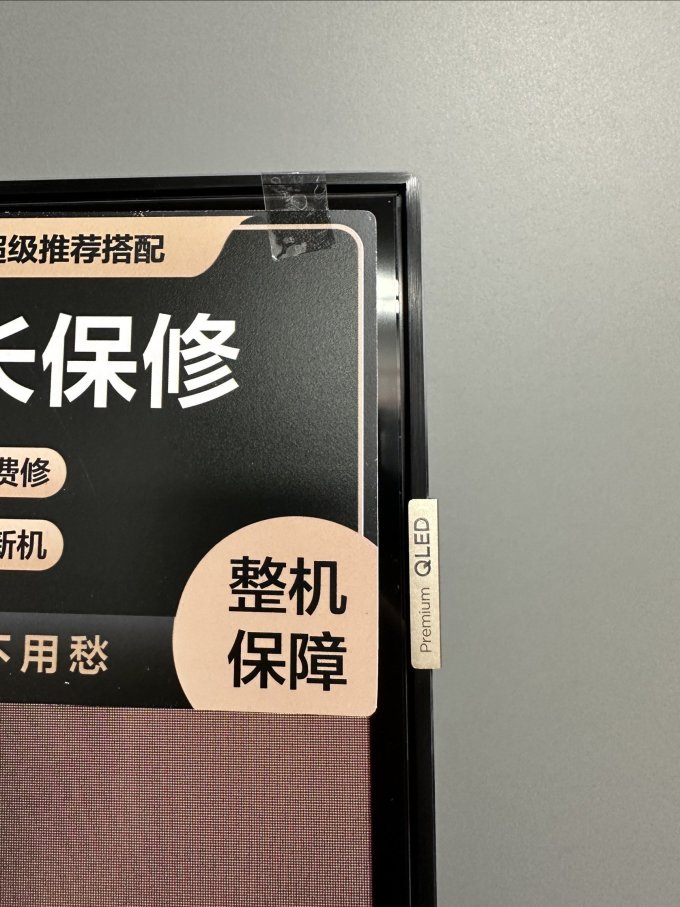 超级推荐搭配
长保修
费修
新机
整机
保障
不用愁
Premium QLED